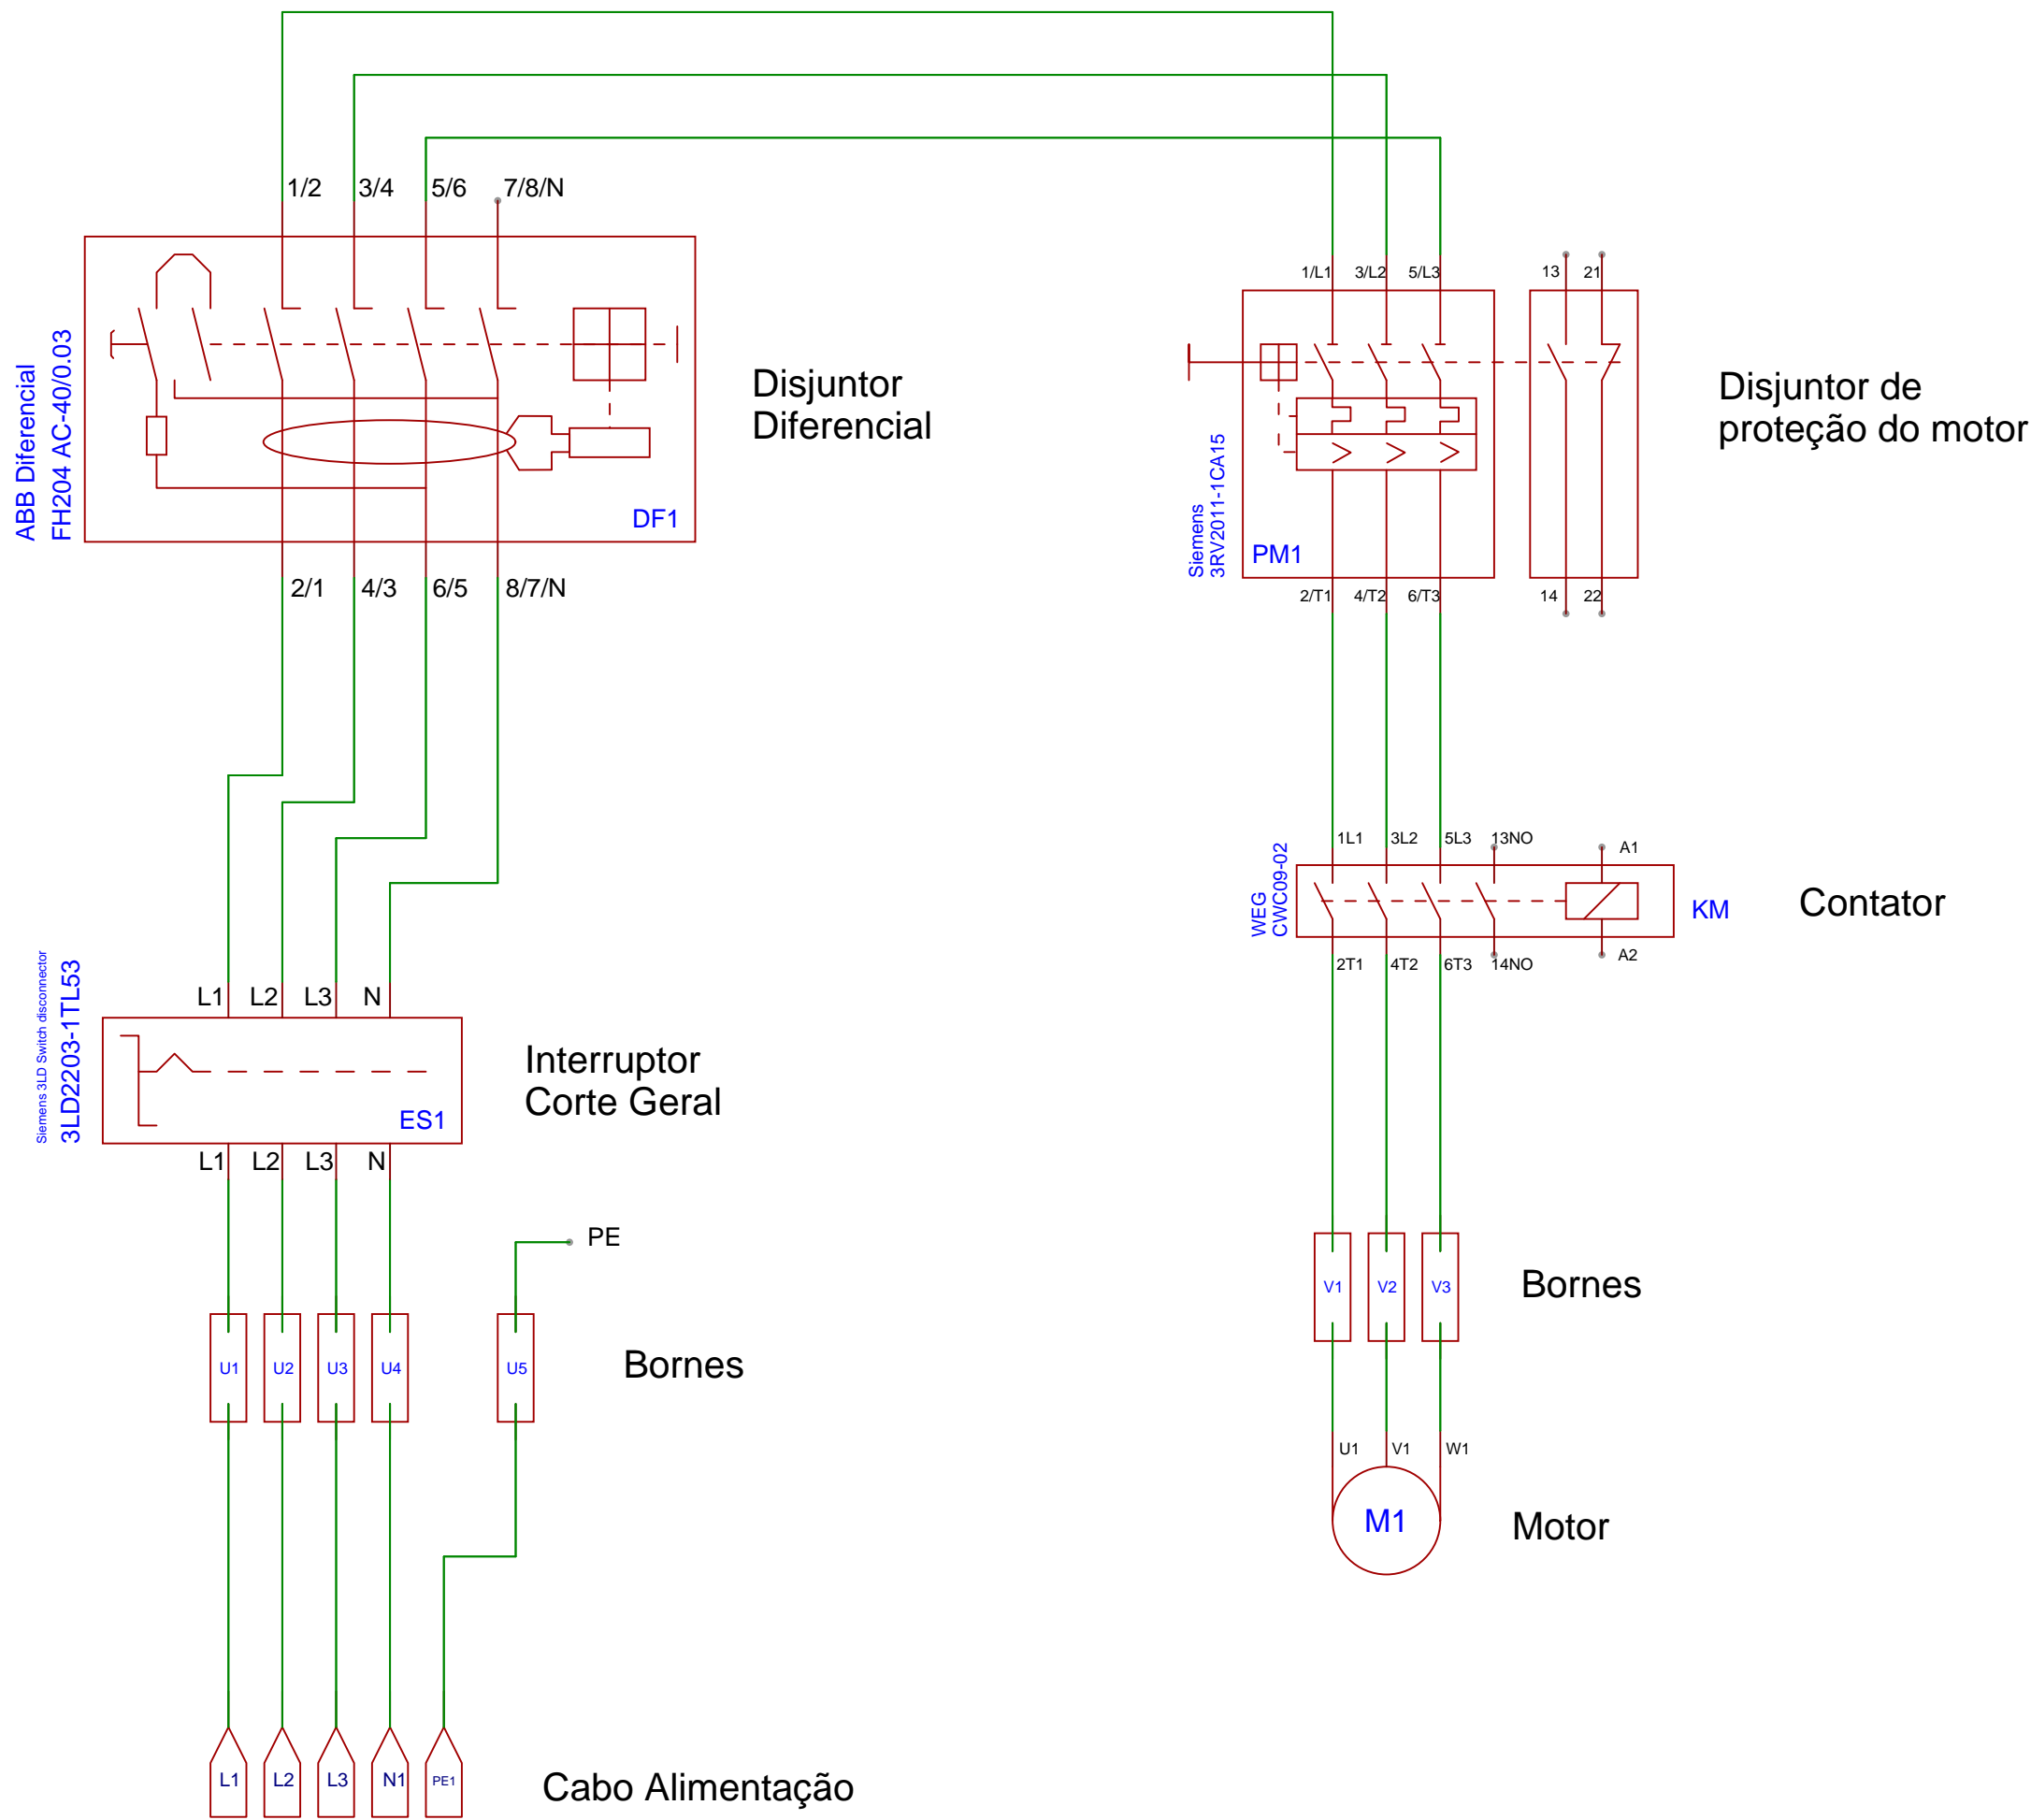 1/2 3/4 5/6 7/8/N
ABB Diferencial
FH204 AC-40/0.03
DF1
Disjuntor
Diferencial
2/1 4/3 6/5 8/7/N
1/L1 3/L2 5/L3 13 21
Siemens
3RV2011-1CA15
PM1
Disjuntor de
proteção do motor
2/T1 4/T2 6/T3 14 22
1L1 3L2 5L3 13NO A1
WEG
CWC09-02
KM
Contator
2T1 4T2 6T3 14NO A2
L1 L2 L3 N
Siemens 3LD Switch disconnector
3LD2203-1TL53
ES1
Interruptor
Corte Geral
L1 L2 L3 N
PE
U1 U2 U3 U4 U5
Bornes
V1 V2 V3
Bornes
U1 V1 W1
M1
Motor
L1 L2 L3 N1 PE1
Cabo Alimentação